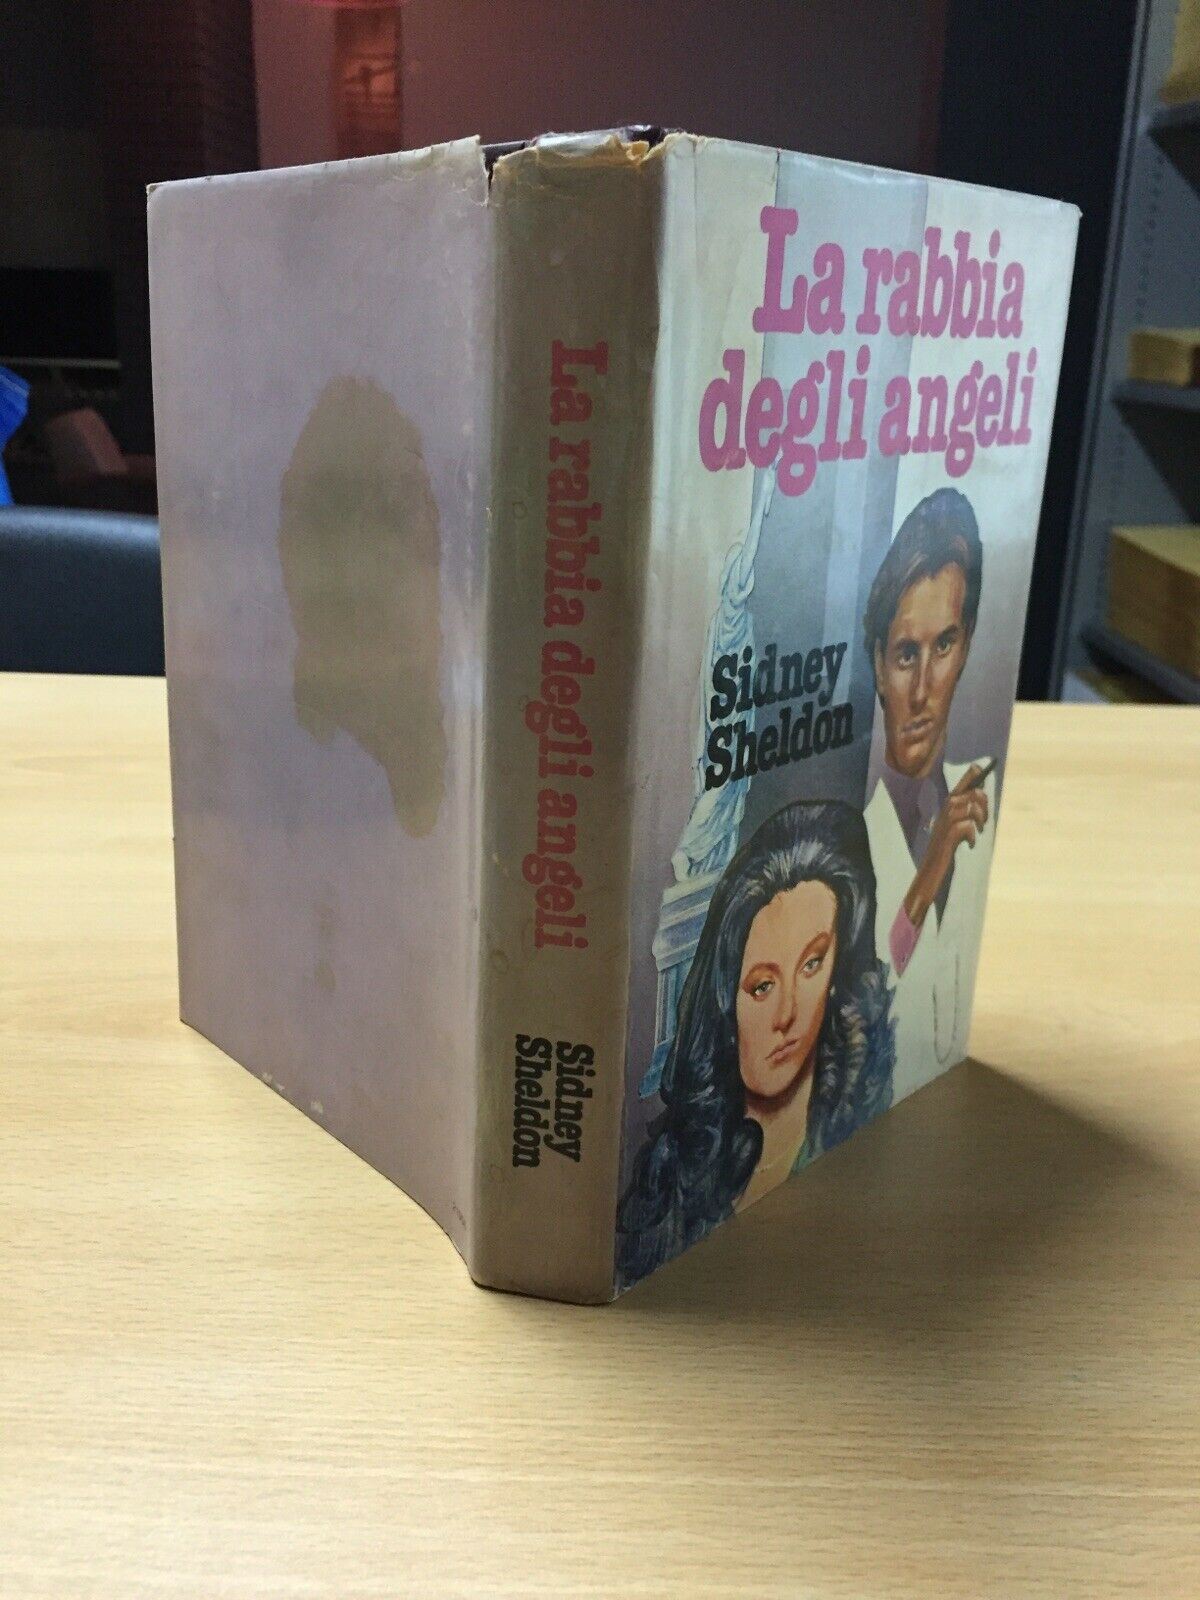 La rabbia
degli angeli
Sidney
Sheldon
La rabbia degli angeli
Sidney
Sheldon